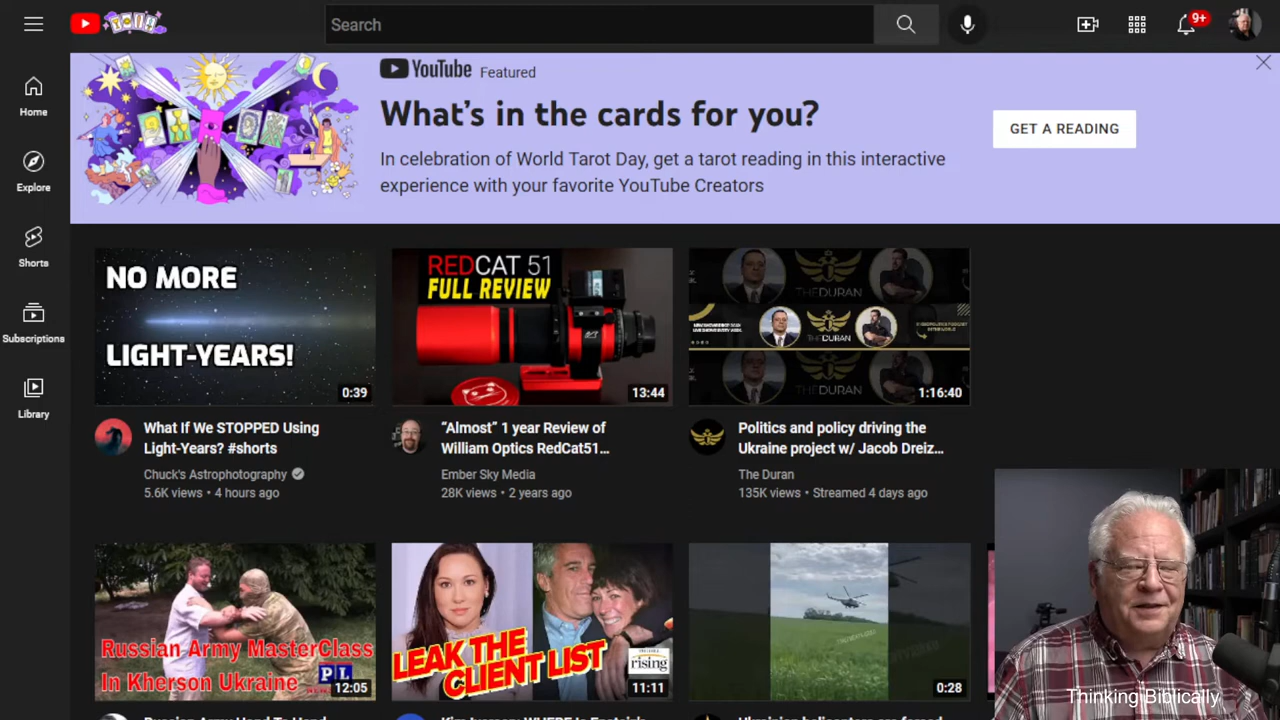 Search
9+
Home
Explore
Shorts
Subscriptions
Library
YouTube Featured
What's in the cards for you?
In celebration of World Tarot Day, get a tarot reading in this interactive
experience with your favorite YouTube Creators
GET A READING
NO MORE
LIGHT-YEARS!
0:39
What If We STOPPED Using
Light-Years? #shorts
Chuck's Astrophotography
5.6K views • 4 hours ago
REDCAT 51
FULL REVIEW
13:44
“Almost” 1 year Review of
William Optics RedCat51...
Ember Sky Media
28K views • 2 years ago
THEDURAN
THEDURAN
THEDURAN
1:16:40
Politics and policy driving the
Ukraine project w/ Jacob Dreiz...
The Duran
135K views • Streamed 4 days ago
Russian Army MasterClass
In Kherson Ukraine
PL
12:05
LEAK THE
CLIENT LIST
rising
11:11
0:28
Thinking Biblically